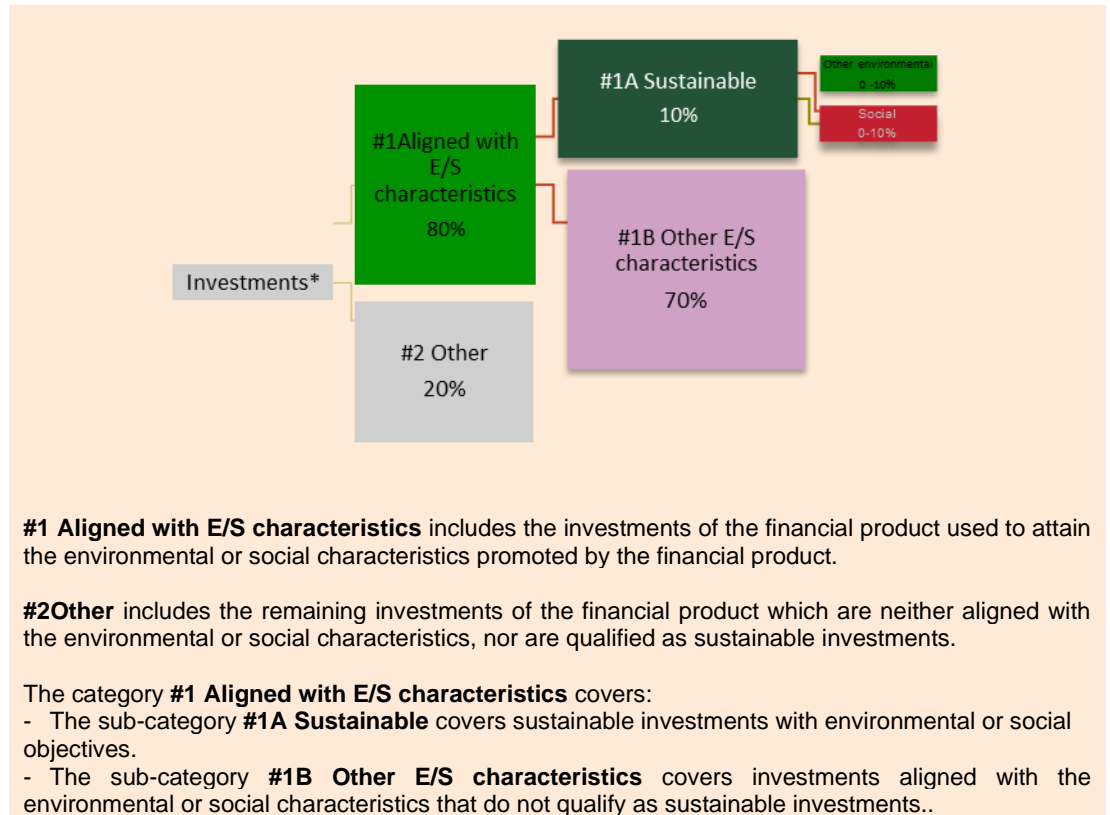 #1A Sustainable
10%
Other environmental
0 -10%
Social
0-10%
#1Aligned with
E/S
characteristics
80%
#1B Other E/S
characteristics
70%
Investments*
#2 Other
20%
#1 Aligned with E/S characteristics includes the investments of the financial product used to attain
the environmental or social characteristics promoted by the financial product.
#2Other includes the remaining investments of the financial product which are neither aligned with
the environmental or social characteristics, nor are qualified as sustainable investments.
The category #1 Aligned with E/S characteristics covers:
- The sub-category #1A Sustainable covers sustainable investments with environmental or social
objectives.
- The sub-category #1B Other E/S characteristics covers investments aligned with the
environmental or social characteristics that do not qualify as sustainable investments..